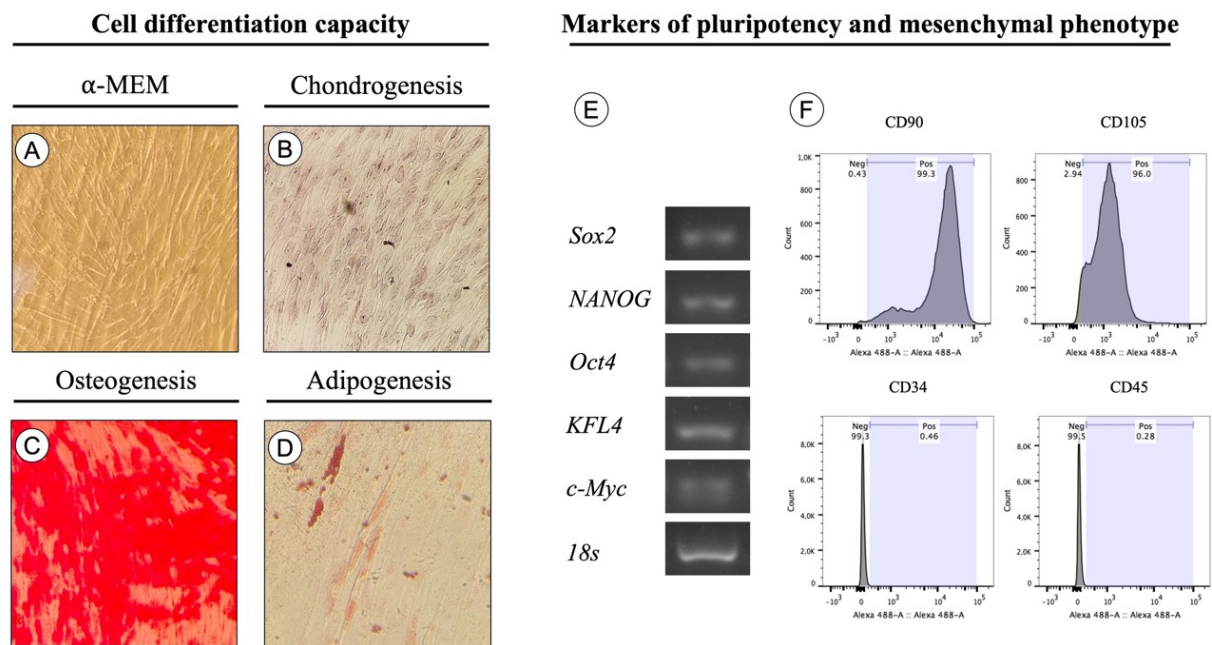 Cell differentiation capacity
Markers of pluripotency and mesenchymal phenotype
α-MEM
Chondrogenesis
A
B
Osteogenesis
Adipogenesis
C
D
E
Sox2
NANOG
Oct4
KFL4
c-Myc
18s
F
CD90
Neg
0.43
Pos
99.3
1,0K
800
600
400
200
0
Count
-10³ 0 10³ 10⁴ 10⁵
Alexa 488-A :: Alexa 488-A
CD105
Neg
2.94
Pos
96.0
800
600
400
200
0
Count
-10³ 0 10³ 10⁴ 10⁵
Alexa 488-A :: Alexa 488-A
CD34
Neg
99.3
Pos
0.46
8,0K
6,0K
4,0K
2,0K
0
Count
-10³ 0 10³ 10⁴ 10⁵
Alexa 488-A :: Alexa 488-A
CD45
Neg
99.5
Pos
0.28
8,0K
6,0K
4,0K
2,0K
0
Count
-10³ 0 10³ 10⁴ 10⁵
Alexa 488-A :: Alexa 488-A